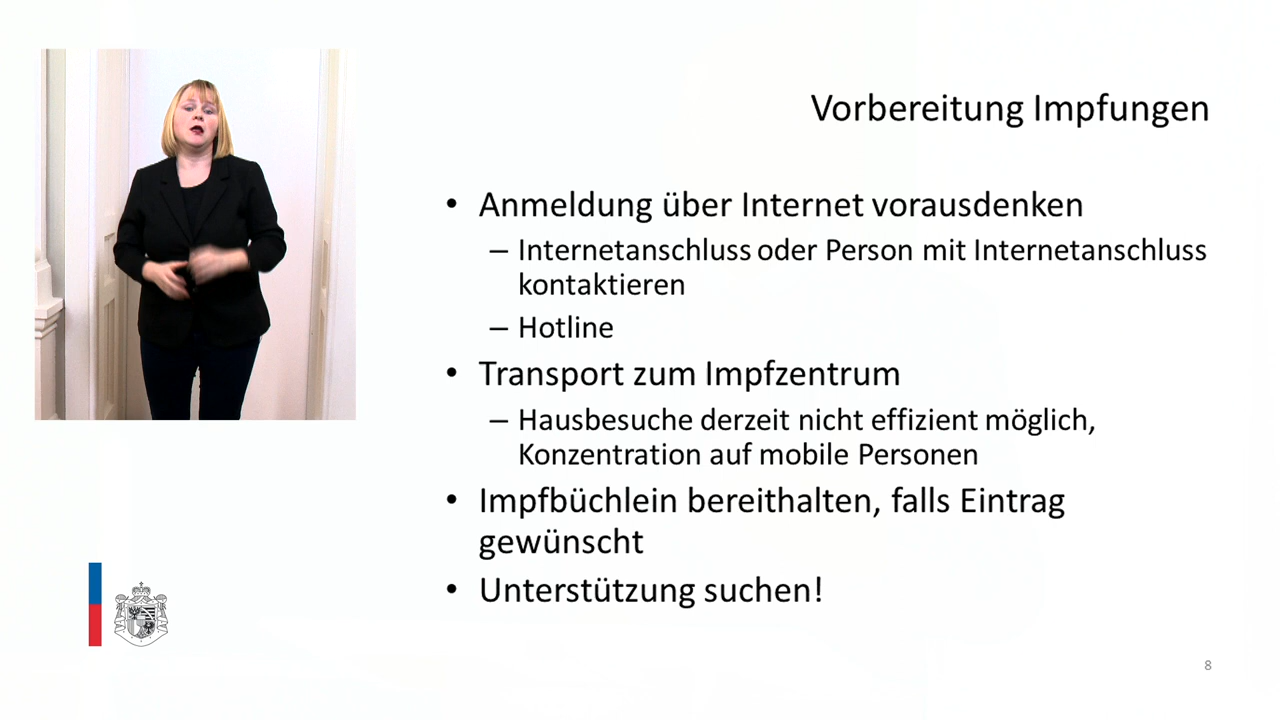 Vorbereitung Impfungen
• Anmeldung über Internet vorausdenken
– Internetanschluss oder Person mit Internetanschluss
kontaktieren
– Hotline
• Transport zum Impfzentrum
– Hausbesuche derzeit nicht effizient möglich,
Konzentration auf mobile Personen
• Impfbüchlein bereithalten, falls Eintrag
gewünscht
• Unterstützung suchen!
8